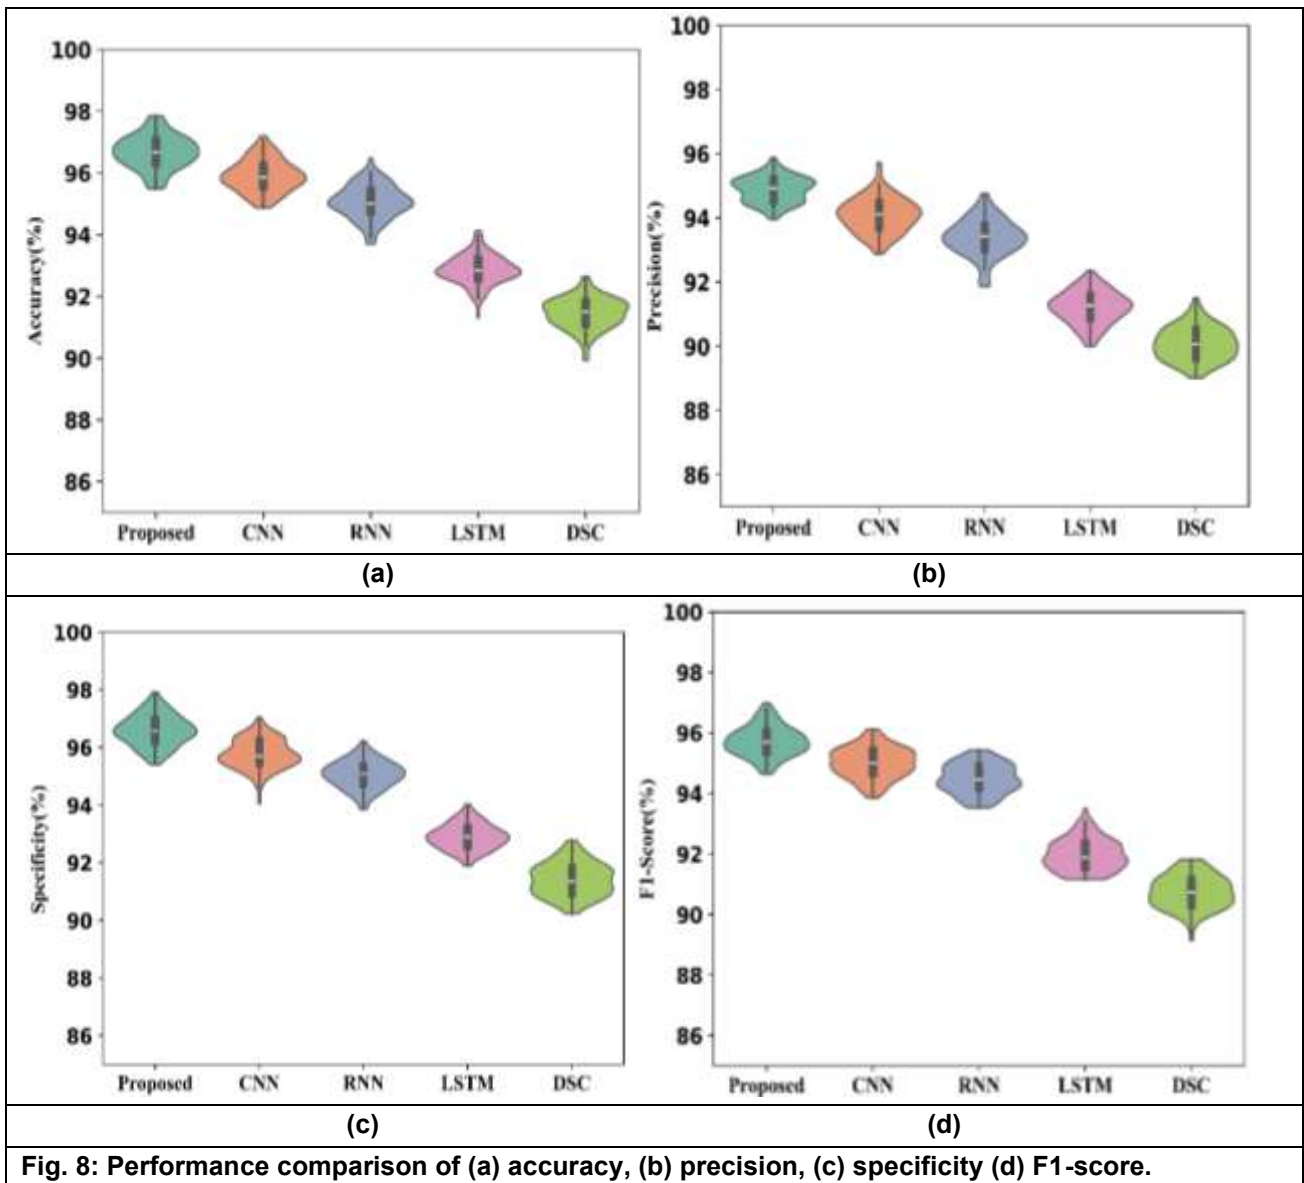 100
98
96
94
92
90
88
86
Accuracy(%)
Proposed CNN RNN LSTM DSC
100
98
96
94
92
90
88
86
Precision(%)
Proposed CNN RNN LSTM DSC
(a) (b)
100
98
96
94
92
90
88
86
Specificity(%)
Proposed CNN RNN LSTM DSC
100
98
96
94
92
90
88
86
F1-Score(%)
Proposed CNN RNN LSTM DSC
(c) (d)
Fig. 8: Performance comparison of (a) accuracy, (b) precision, (c) specificity (d) F1-score.